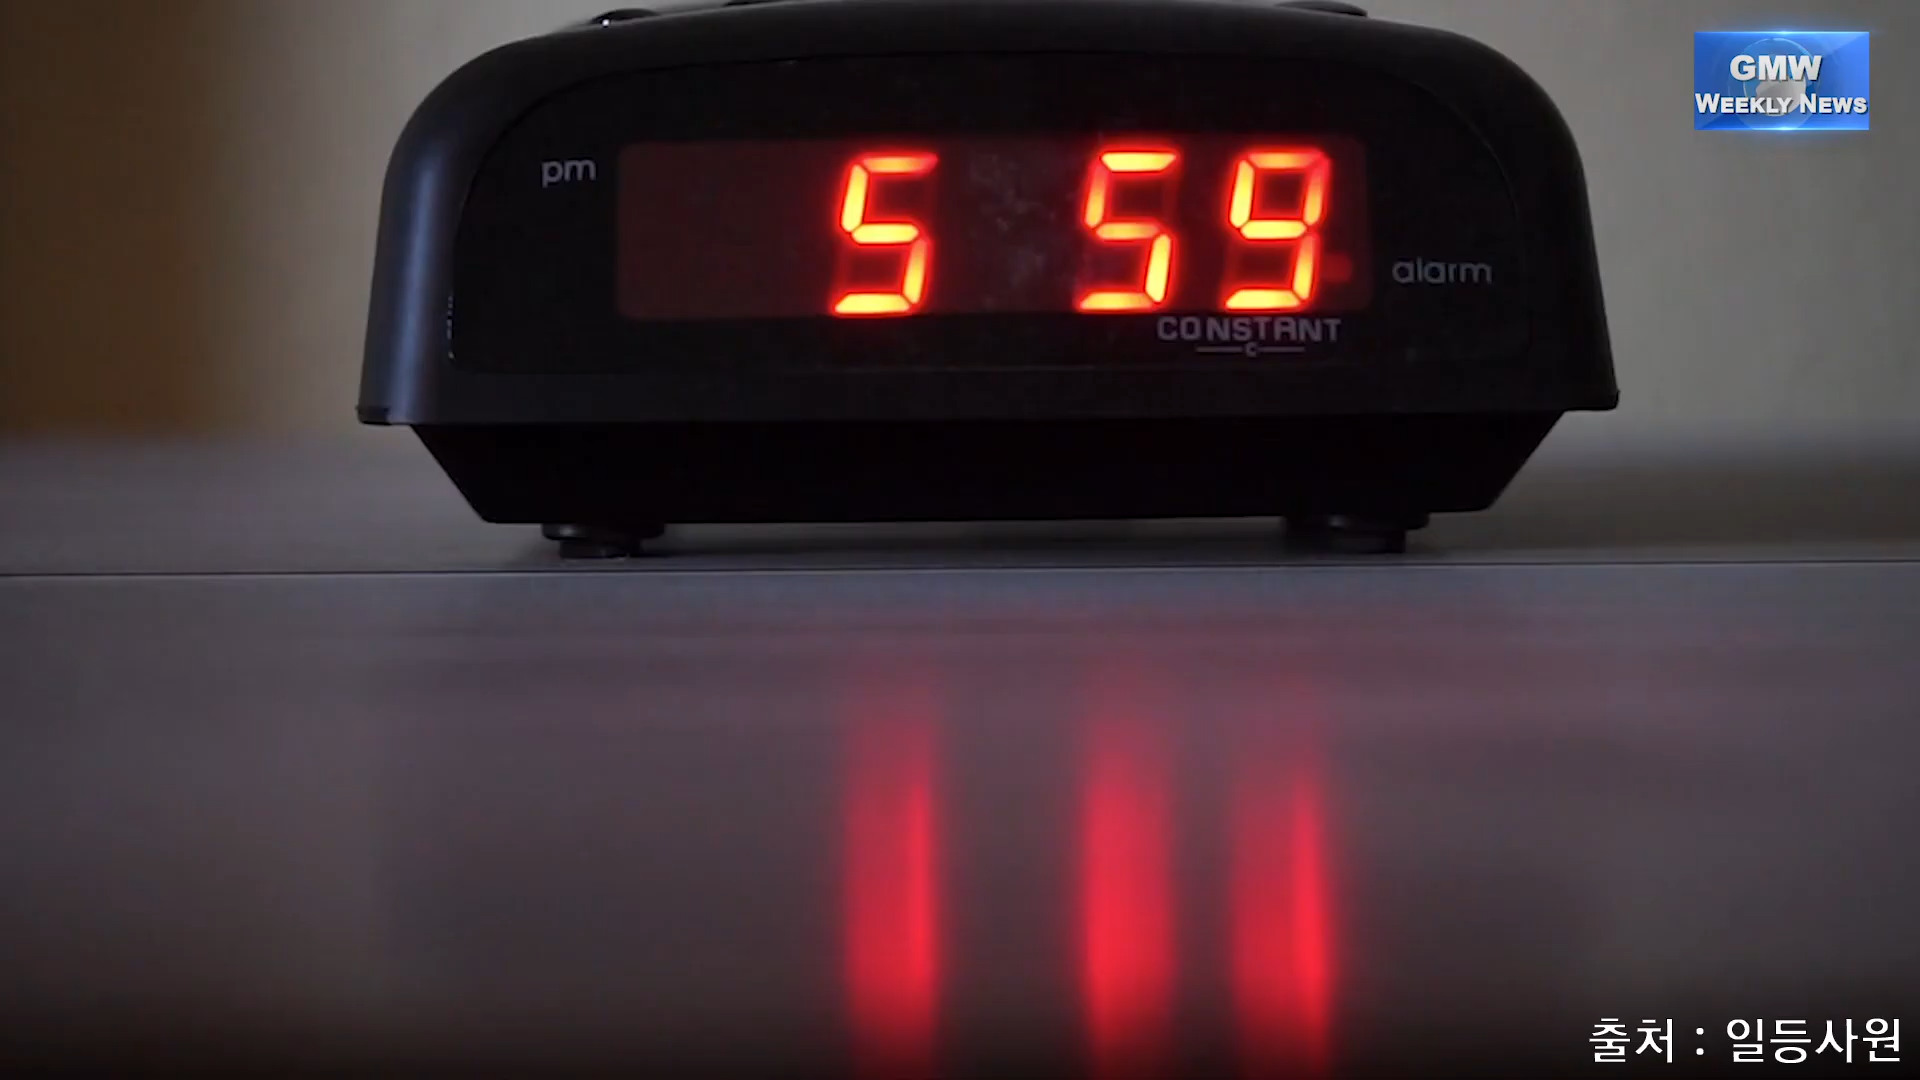 GMW
WEEKLY NEWS
pm
5 59
alarm
CONSTANT
C
출처 : 일등사원